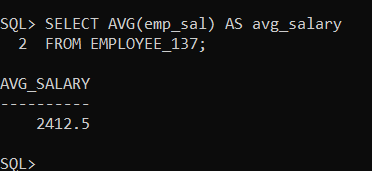 SQL> SELECT AVG(emp_sal) AS avg_salary
  2  FROM EMPLOYEE_137;
AVG_SALARY
----------
    2412.5
SQL>